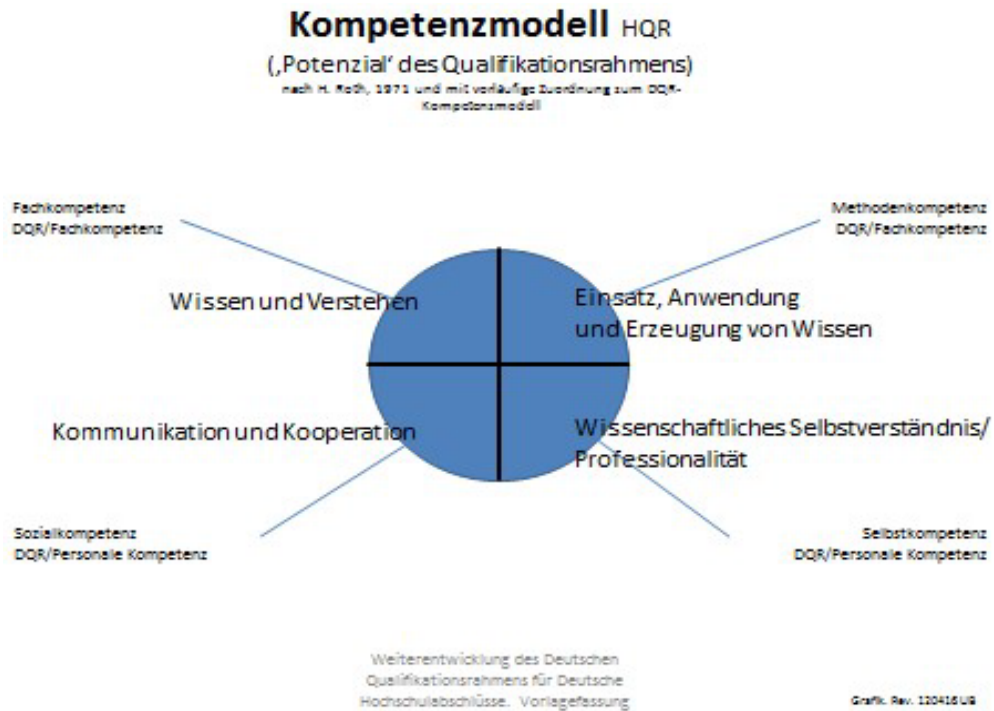 Kompetenzmodell HQR
(‚Potenzial' des Qualifikationsrahmens)
nach H. Roth, 1971 und mit vorläufige Zuordnung zum DQR-
Kompetenzmodell
Fachkompetenz
DQR/Fachkompetenz
Methodenkompetenz
DQR/Fachkompetenz
Wissen und Verstehen
Einsatz, Anwendung
und Erzeugung von Wissen
Kommunikation und Kooperation
Wissenschaftliches Selbstverständnis/
Professionalität
Sozialkompetenz
DQR/Personale Kompetenz
Selbstkompetenz
DQR/Personale Kompetenz
Weiterentwicklung des Deutschen
Qualifikationsrahmens für Deutsche
Hochschulabschlüsse. Vorlagefassung
Grafik. Rev. 120416 UB